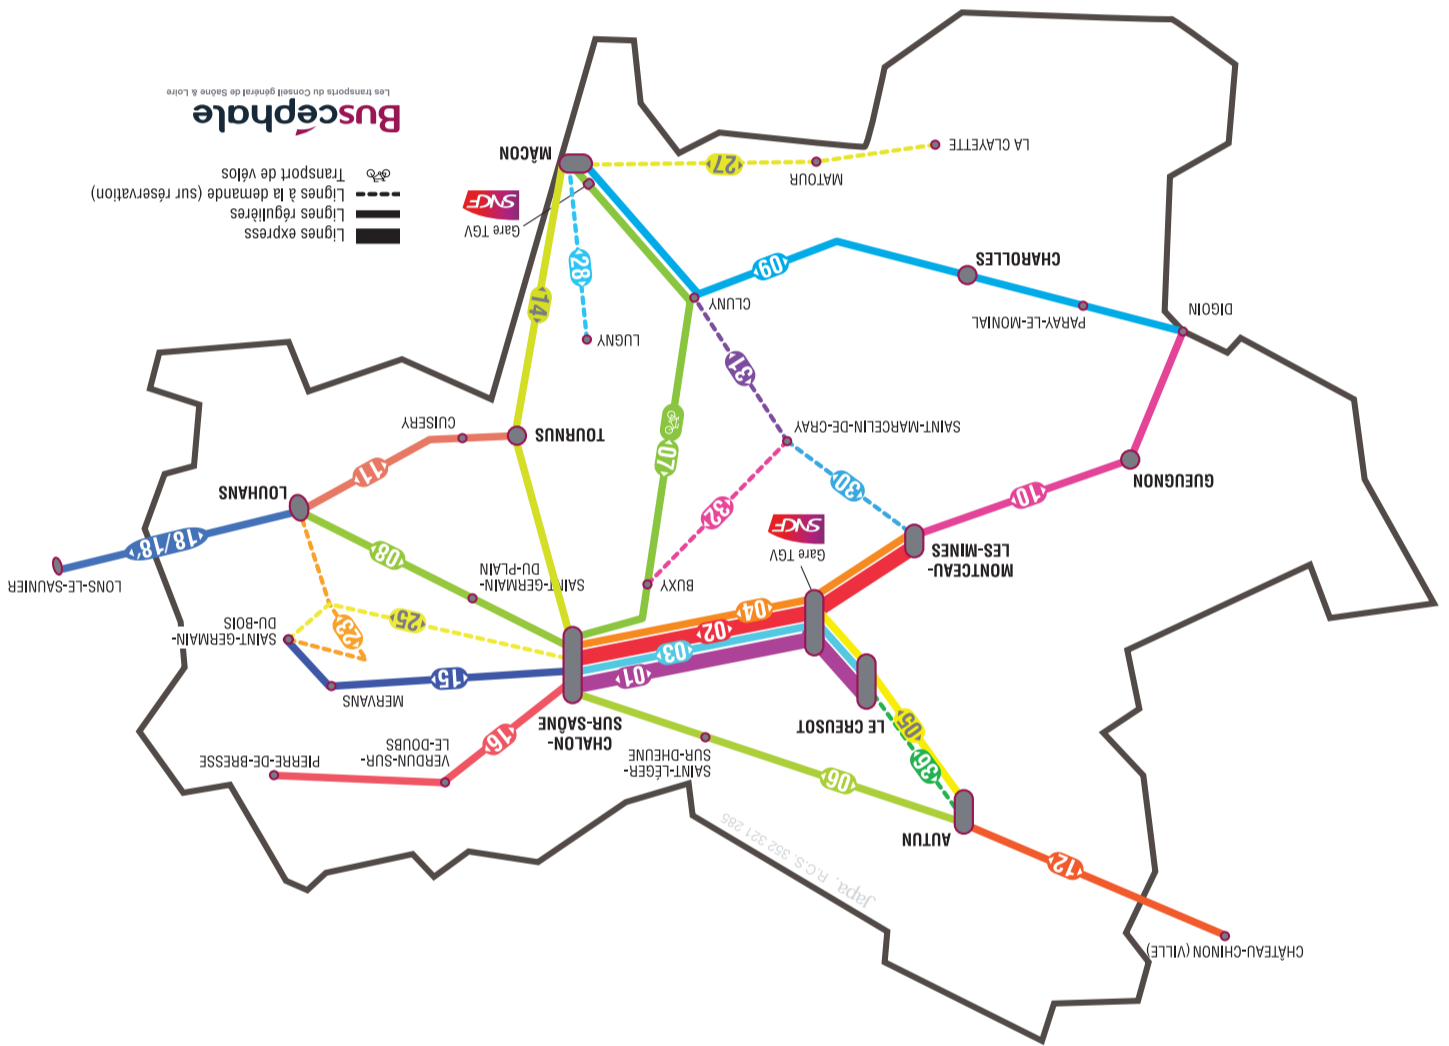 CHÂTEAU-CHINON (VILLE)
12
Japa. R.C.S. 352 321 285
AUTUN
06
36
05
SAINT-LÉGER-
SUR-DHEUNE
LE CREUSOT
CHALON-
SUR-SAÔNE
VERDUN-SUR-
LE-DOUBS
PIERRE-DE-BRESSE
16
MERVANS
15
01
03
02
04
SAINT-GERMAIN-
DU-BOIS
23
25
MONTCEAU-
LES-MINES
Gare TGV
SNCF
BUXY
SAINT-GERMAIN-
DU-PLAIN
LONS-LE-SAUNIER
18/18'
08
LOUHANS
10
GUEUGNON
30
32
07
11
SAINT-MARCELIN-DE-CRAY
TOURNUS
CUISERY
31
DIGOIN
PARAY-LE-MONIAL
CHAROLLES
09
CLUNY
LUGNY
28
14
Gare TGV
SNCF
MATOUR
LA CLAYETTE
27
MÂCON
Lignes express
Lignes régulières
Lignes à la demande (sur réservation)
Transport de vélos
Buscéphale
Les transports du Conseil général de Saône & Loire